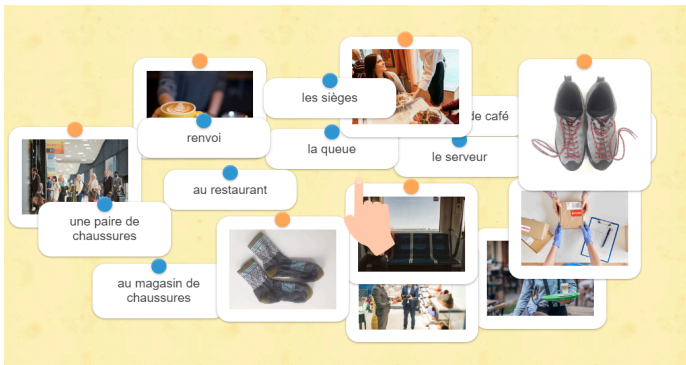 les sièges
de café
renvoi
la queue
le serveur
au restaurant
une paire de
chaussures
au magasin de
chaussures